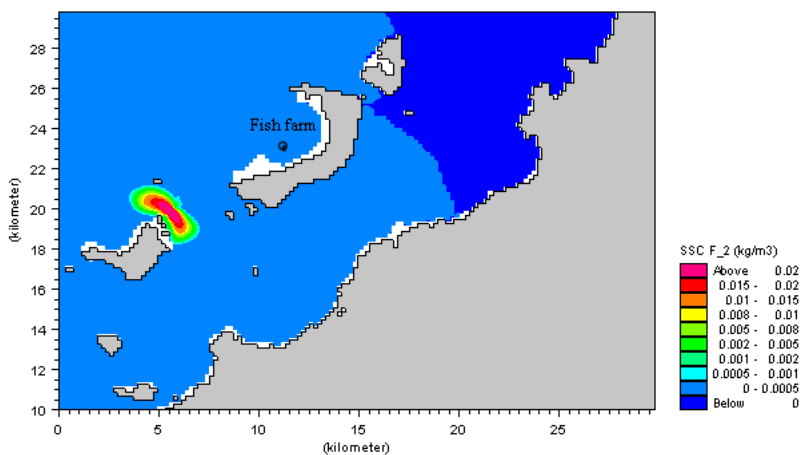 28
26
Fish farm
24
22
20
18
16
14
12
10
(kilometer)
0 5 10 15 20 25
(kilometer)
SSC F_2 (kg/m3)
Above 0.02
0.015 - 0.02
0.01 - 0.015
0.008 - 0.01
0.005 - 0.008
0.002 - 0.005
0.001 - 0.002
0.0005 - 0.001
0 - 0.0005
Below 0